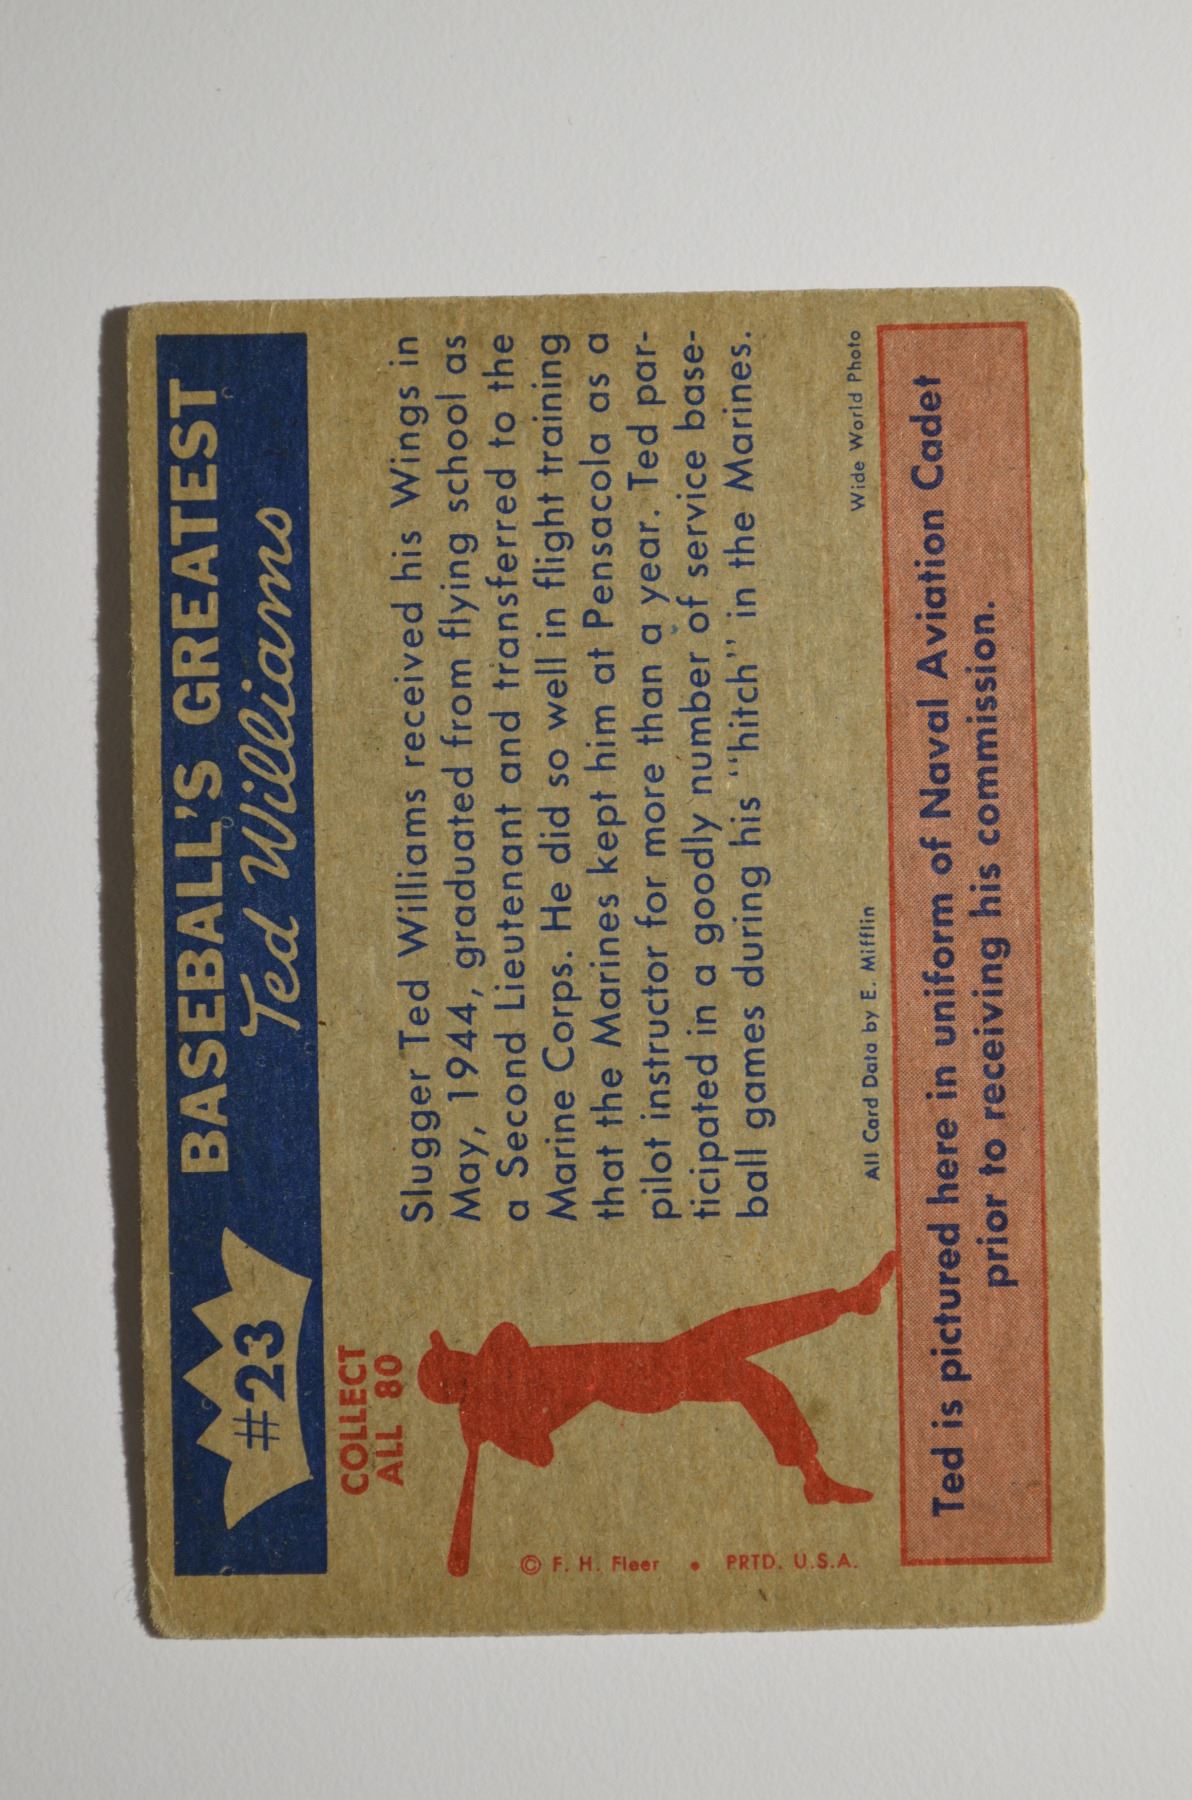 #23
BASEBALL'S GREATEST
Ted Williams
COLLECT
ALL 80
Slugger Ted Williams received his Wings in
May, 1944, graduated from flying school as
a Second Lieutenant and transferred to the
Marine Corps. He did so well in flight training
that the Marines kept him at Pensacola as a
pilot instructor for more than a year. Ted par-
ticipated in a goodly number of service base-
ball games during his "hitch" in the Marines.
© F. H. Fleer • PRTD. U.S.A.
All Card Data by E. Mifflin
Wide World Photo
Ted is pictured here in uniform of Naval Aviation Cadet
prior to receiving his commission.